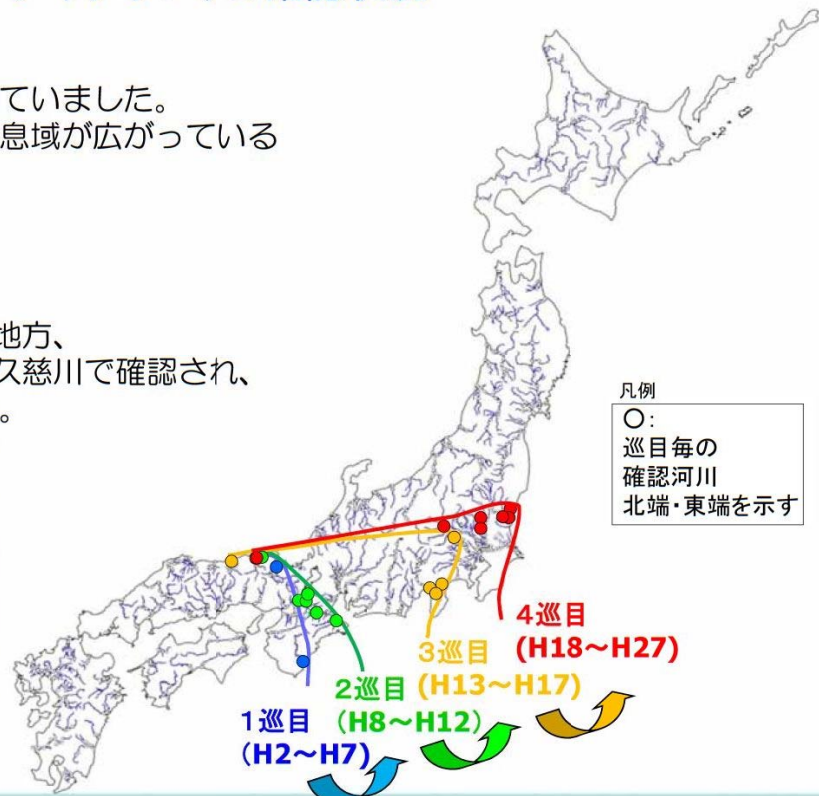 ていました。
息域が広がっている
地方、
久慈川で確認され、
。
凡例
○：
巡目毎の
確認河川
北端・東端を示す
4巡目
(H18～H27)
3巡目
(H13～H17)
2巡目
(H8～H12)
1巡目
(H2～H7)